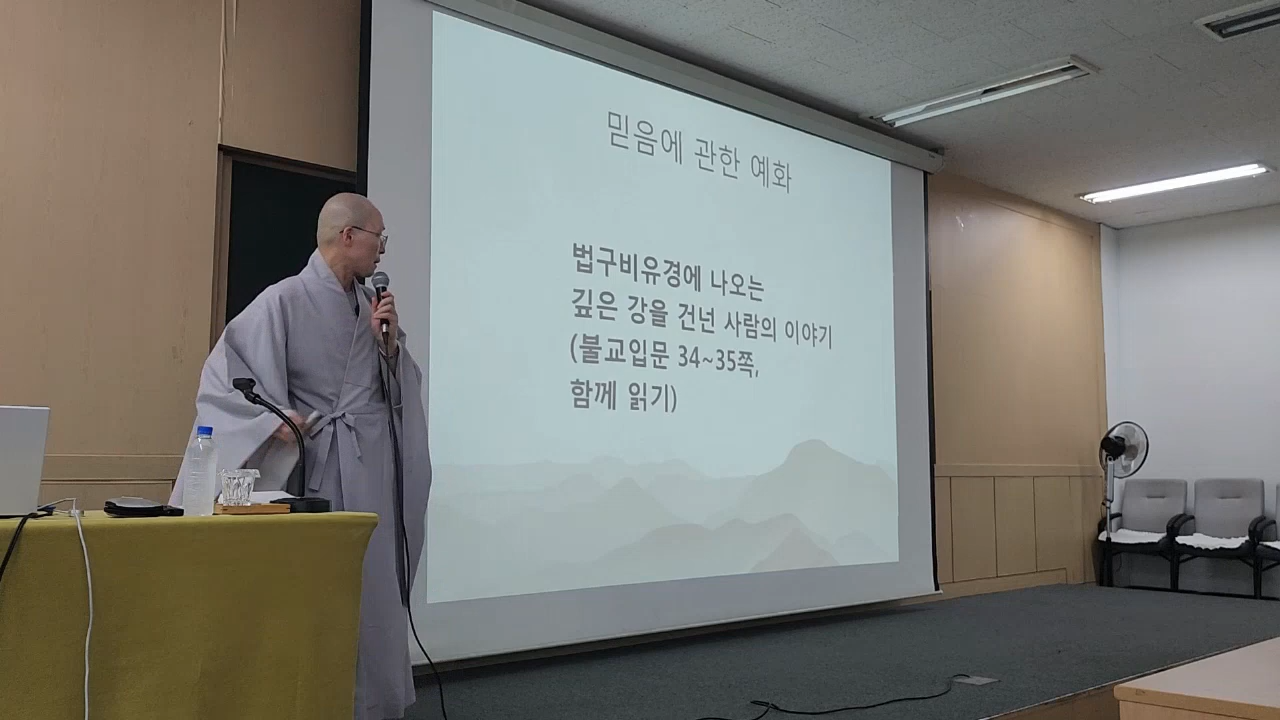 믿음에 관한 예화
법구비유경에 나오는
깊은 강을 건넌 사람의 이야기
(불교입문 34~35쪽,
함께 읽기)